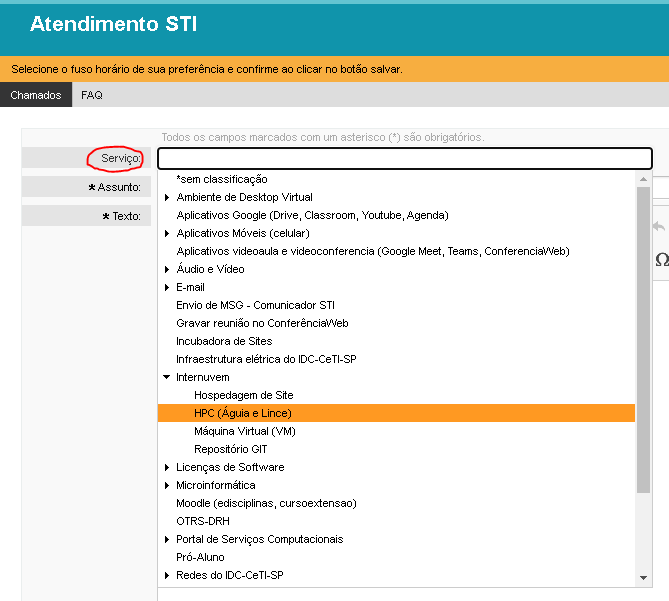 Atendimento STI
Selecione o fuso horário de sua preferência e confirme ao clicar no botão salvar.
Chamados FAQ
Todos os campos marcados com um asterisco (*) são obrigatórios.
Serviço:
* Assunto:
* Texto:
*sem classificação
Ambiente de Desktop Virtual
Aplicativos Google (Drive, Classroom, Youtube, Agenda)
Aplicativos Móveis (celular)
Aplicativos videoaula e videoconferencia (Google Meet, Teams, ConferenciaWeb)
Áudio e Vídeo
E-mail
Envio de MSG - Comunicador STI
Gravar reunião no ConferênciaWeb
Incubadora de Sites
Infraestrutura elétrica do IDC-CeTI-SP
Internuvem
Hospedagem de Site
HPC (Águia e Lince)
Máquina Virtual (VM)
Repositório GIT
Licenças de Software
Microinformática
Moodle (edisciplinas, cursoextensao)
OTRS-DRH
Portal de Serviços Computacionais
Pró-Aluno
Redes do IDC-CeTI-SP
Ω